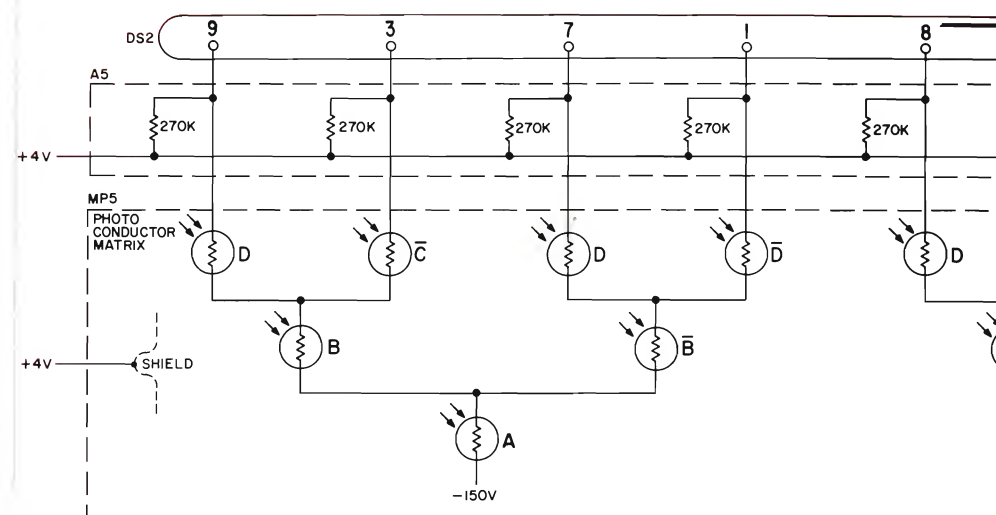 9 3 7 1 8
DS2
A5
270K 270K 270K 270K 270K
+4V
MP5
PHOTO
CONDUCTOR
MATRIX
D C̅ D D̅ D
B B̅
+4V SHIELD
A
-150V